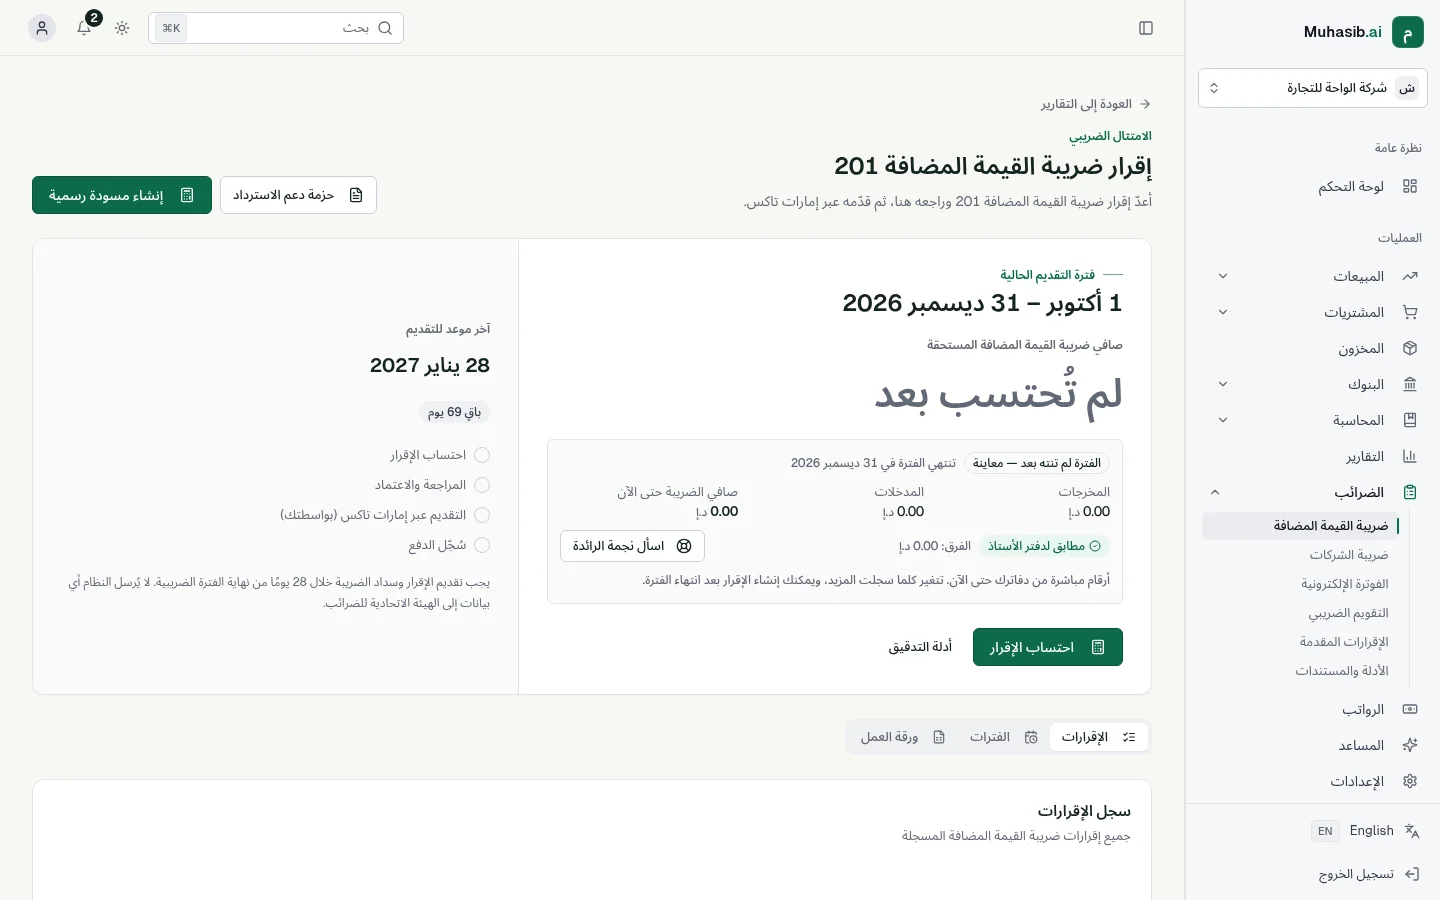 م
Muhasib.ai
ش شركة الواحة للتجارة
نظرة عامة
لوحة التحكم
العمليات
المبيعات
المشتريات
المخزون
البنوك
المحاسبة
التقارير
الضرائب
ضريبة القيمة المضافة
ضريبة الشركات
الفوترة الإلكترونية
التقويم الضريبي
الإقرارات المقدمة
الأدلة والمستندات
الرواتب
المساعد
الإعدادات
English EN
تسجيل الخروج
بحث ⌘K
2
العودة إلى التقارير
الامتثال الضريبي
إقرار ضريبة القيمة المضافة 201
أعدّ إقرار ضريبة القيمة المضافة 201 وراجعه هنا، ثم قدّمه عبر إمارات تاكس.
حزمة دعم الاسترداد
إنشاء مسودة رسمية
فترة التقديم الحالية
1 أكتوبر – 31 ديسمبر 2026
صافي ضريبة القيمة المضافة المستحقة
لم تُحتسب بعد
الفترة لم تنته بعد — معاينة تنتهي الفترة في 31 ديسمبر 2026
المخرجات المدخلات صافي الضريبة حتى الآن
0.00 د.إ 0.00 د.إ 0.00 د.إ
مطابق لدفتر الأستاذ الفرق: 0.00 د.إ اسأل نجمة الرائدة
أرقام مباشرة من دفاترك حتى الآن. تتغير كلما سجلت المزيد، ويمكنك إنشاء الإقرار بعد انتهاء الفترة.
احتساب الإقرار
أدلة التدقيق
آخر موعد للتقديم
28 يناير 2027
باقي 69 يوم
احتساب الإقرار
المراجعة والاعتماد
التقديم عبر إمارات تاكس (بواسطتك)
سُجّل الدفع
يجب تقديم الإقرار وسداد الضريبة خلال 28 يومًا من نهاية الفترة الضريبية. لا يُرسل النظام أي
بيانات إلى الهيئة الاتحادية للضرائب.
الإقرارات الفترات ورقة العمل
سجل الإقرارات
جميع إقرارات ضريبة القيمة المضافة المسجلة